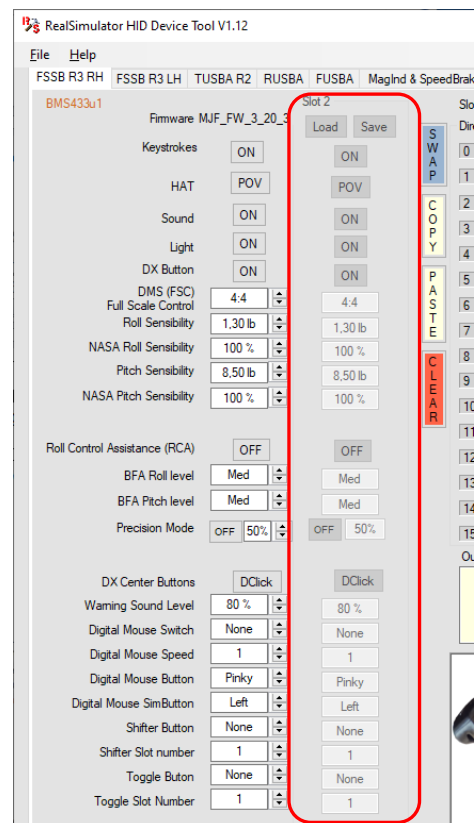 RealSimulator HID Device Tool V1.12
File Help
FSSB R3 RH FSSB R3 LH TUSBA R2 RUSBA FUSBA MagInd & SpeedBrak
BMS433u1 Slot 2 Slo
Firmware MJF_FW_3_20_3 Load Save Dir
Keystrokes ON ON
HAT POV POV
Sound ON ON
Light ON ON
DX Button ON ON
DMS (FSC)
Full Scale Control 4:4 4:4
Roll Sensibility 1,30 lb 1,30 lb
NASA Roll Sensibility 100 % 100 %
Pitch Sensibility 8,50 lb 8,50 lb
NASA Pitch Sensibility 100 % 100 %
Roll Control Assistance (RCA) OFF OFF
BFA Roll level Med Med
BFA Pitch level Med Med
Precision Mode OFF 50% OFF 50%
DX Center Buttons DClick DClick
Warning Sound Level 80 % 80 %
Digital Mouse Switch None None
Digital Mouse Speed 1 1
Digital Mouse Button Pinky Pinky
Digital Mouse SimButton Left Left
Shifter Button None None
Shifter Slot number 1 1
Toggle Buton None None
Toggle Slot Number 1 1
SWAP
COPY
PASTE
CLEAR
0
1
2
3
4
5
6
7
8
9
10
11
12
13
14
15
Ou